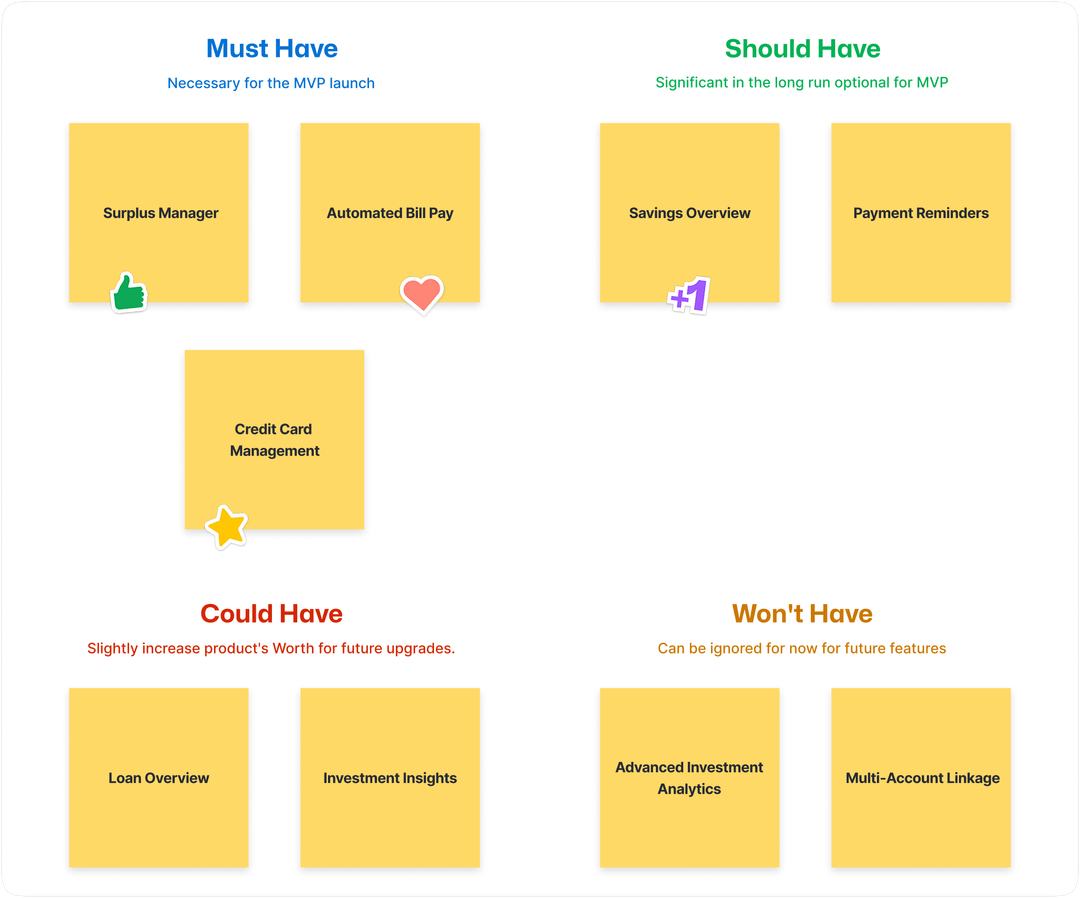 Must Have
Necessary for the MVP launch
Surplus Manager
Automated Bill Pay
Credit Card
Management
Should Have
Significant in the long run optional for MVP
Savings Overview
+1
Payment Reminders
Could Have
Slightly increase product's Worth for future upgrades.
Loan Overview
Investment Insights
Won't Have
Can be ignored for now for future features
Advanced Investment
Analytics
Multi-Account Linkage